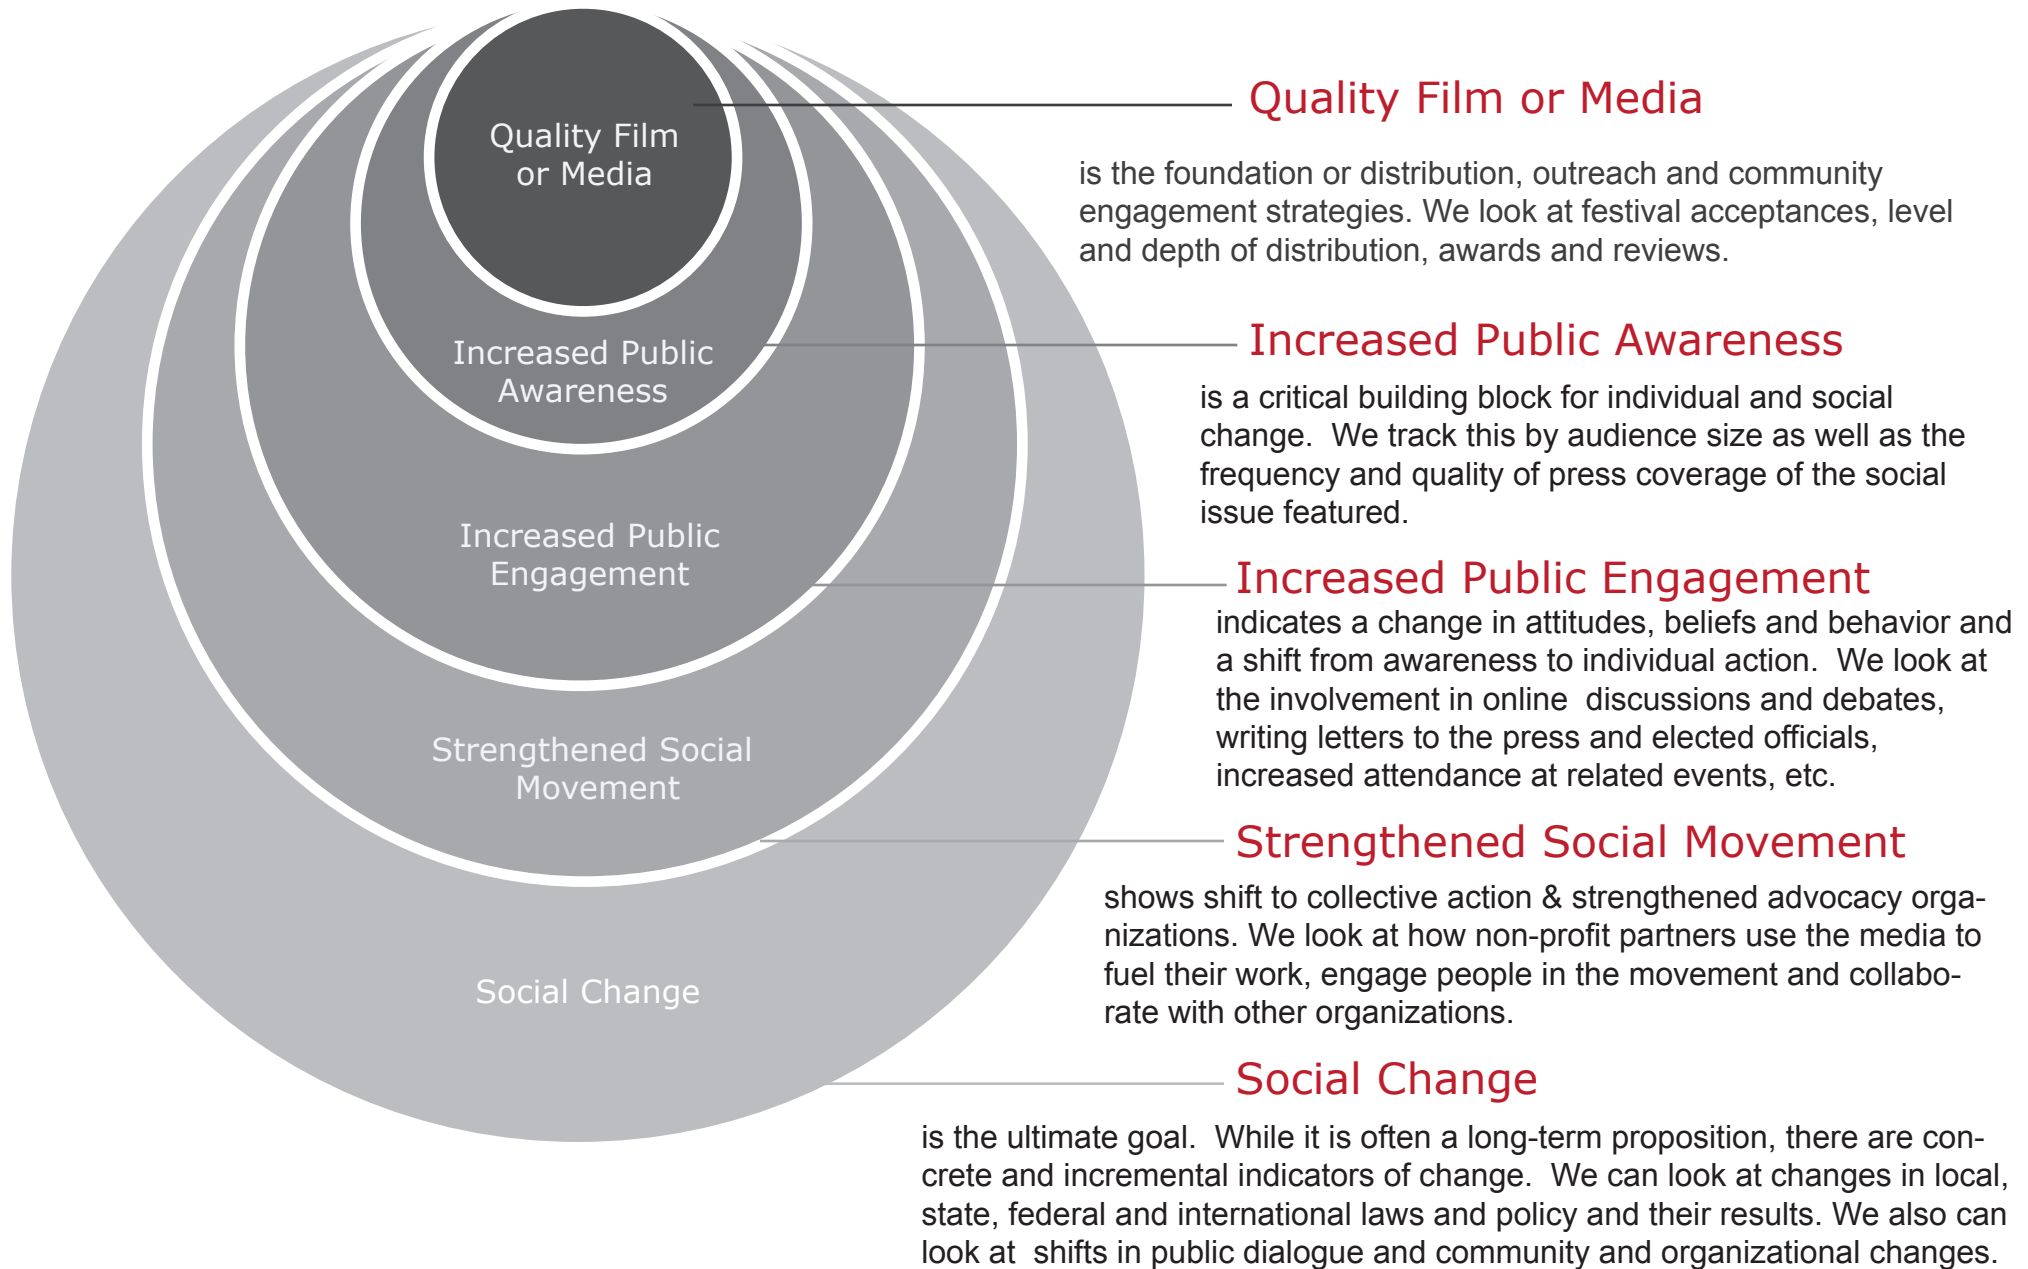 Quality Film
or Media
Increased Public
Awareness
Increased Public
Engagement
Strengthened Social
Movement
Social Change
Quality Film or Media
is the foundation or distribution, outreach and community
engagement strategies. We look at festival acceptances, level
and depth of distribution, awards and reviews.
Increased Public Awareness
is a critical building block for individual and social
change.  We track this by audience size as well as the
frequency and quality of press coverage of the social
issue featured.
Increased Public Engagement
indicates a change in attitudes, beliefs and behavior and
a shift from awareness to individual action.  We look at
the involvement in online  discussions and debates,
writing letters to the press and elected officials,
increased attendance at related events, etc.
Strengthened Social Movement
shows shift to collective action & strengthened advocacy orga-
nizations. We look at how non-profit partners use the media to
fuel their work, engage people in the movement and collabo-
rate with other organizations.
Social Change
is the ultimate goal.  While it is often a long-term proposition, there are con-
crete and incremental indicators of change.  We can look at changes in local,
state, federal and international laws and policy and their results. We also can
look at  shifts in public dialogue and community and organizational changes.